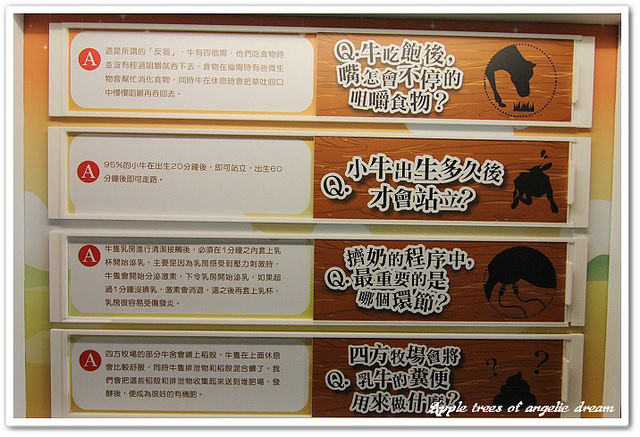 A
這是所謂的「反芻」,牛有四個胃,他們吃食物時
並沒有經過咀嚼就吞下去,食物在瘤胃時有些微生
物會幫忙消化食物,同時牛在休息時會把草吐回口
中慢慢咀嚼再吞回去。
Q.牛吃飽後,
嘴怎會不停的
咀嚼食物?
A
95%的小牛在出生20分鐘後,即可站立,出生60
分鐘後即可走路。
小牛出生多久後
Q.才會站立?
A
牛隻乳房進行清潔接觸後,必須在1分鐘之內套上乳
杯開始泌乳,主要是因為乳房感受到壓力刺激時,
牛隻會開始分泌激素,下令乳房開始泌乳,如果超
過1分鐘沒擠乳,激素會消退,這之後再套上乳杯,
乳房很容易受傷發炎。
擠奶的程序中,
Q.最重要的是
哪個環節?
A
四方牧場的部分牛舍會鋪上稻殼,牛隻在上面休息
會比較舒服,同時牛隻排泄物和稻殼混合髒了,我
們會把這些稻殼和排泄物收集起來送到堆肥場,發
酵後,便成為很好的有機肥。
四方牧場會將
Q.乳牛的糞便
用來做什麼?
? ?
Apple trees of angelic dream